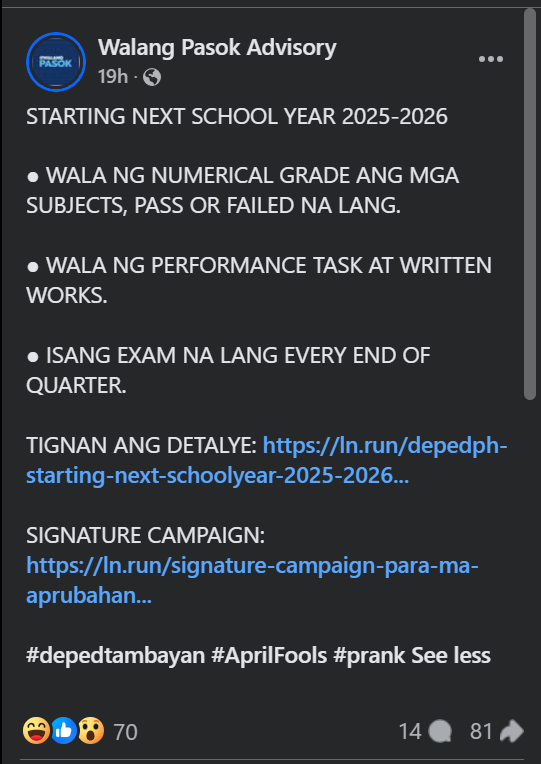 #WALANG
PASOK
Walang Pasok Advisory
19h ·
STARTING NEXT SCHOOL YEAR 2025-2026
● WALA NG NUMERICAL GRADE ANG MGA
SUBJECTS, PASS OR FAILED NA LANG.
● WALA NG PERFORMANCE TASK AT WRITTEN
WORKS.
● ISANG EXAM NA LANG EVERY END OF
QUARTER.
TIGNAN ANG DETALYE: https://ln.run/depedph-
starting-next-schoolyear-2025-2026...
SIGNATURE CAMPAIGN:
https://ln.run/signature-campaign-para-ma-
aprubahan...
#depedtambayan #AprilFools #prank See less
70
14
81